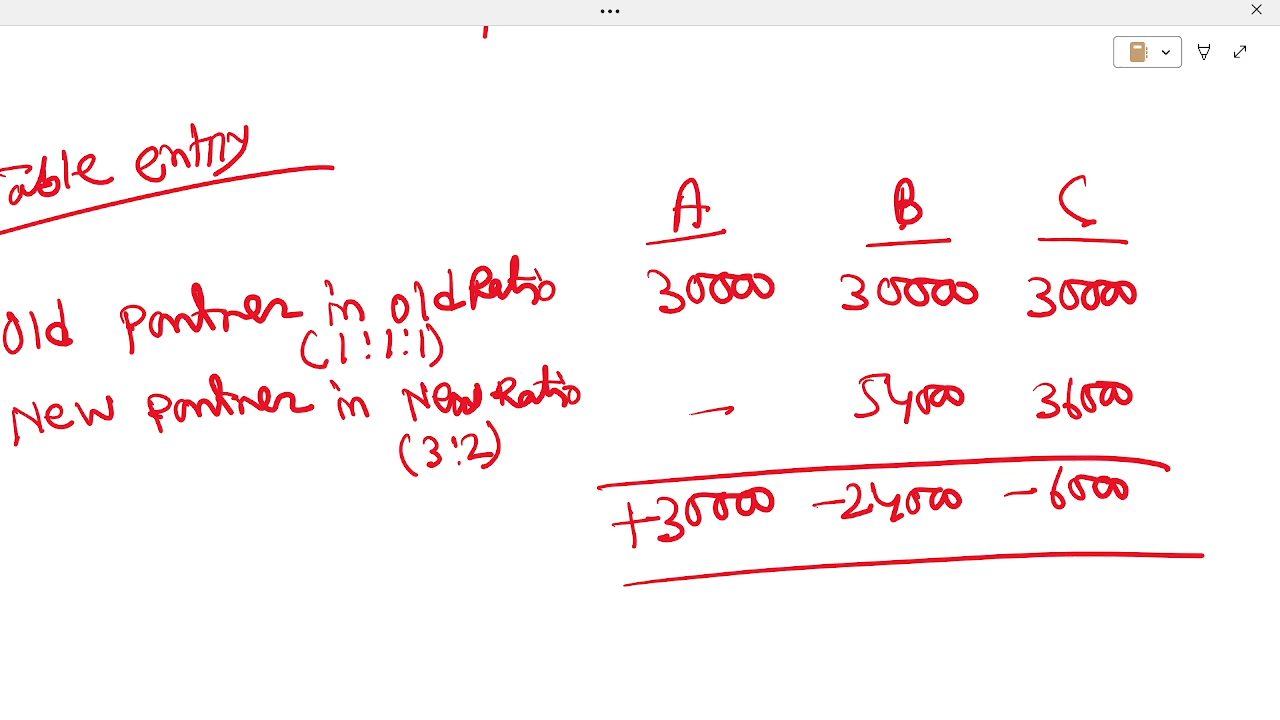 Table entry
A B C
Old Partner in Old Ratio 30000 30000 30000
(1:1:1)
New Partner in New Ratio - 54000 36000
(3:2)
+30000 -24000 -6000